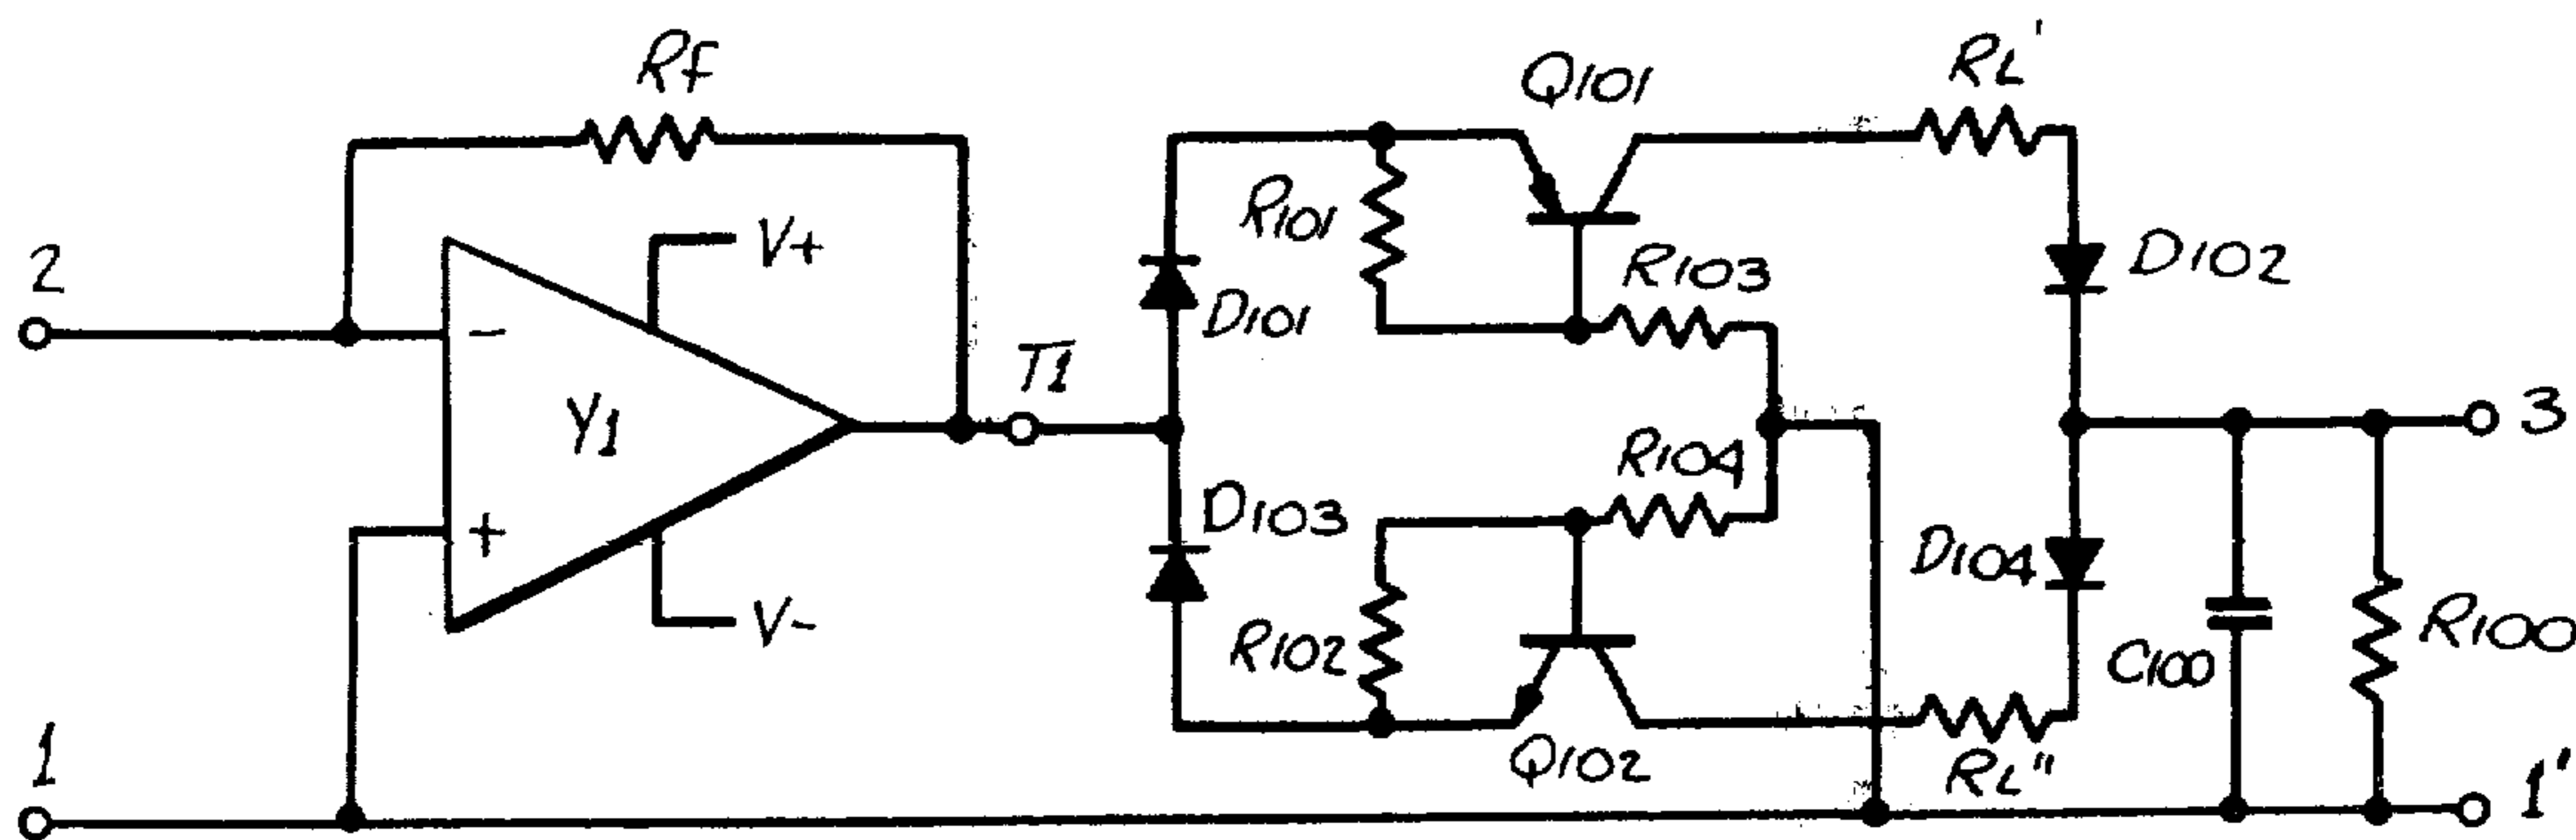 Rf
Q101
RL'
V+
2
R101
R103
D102
-
D101
T1
3
Y1
R104
D103
D104
+
V-
R102
C100
R100
1
Q102
RL"
1'